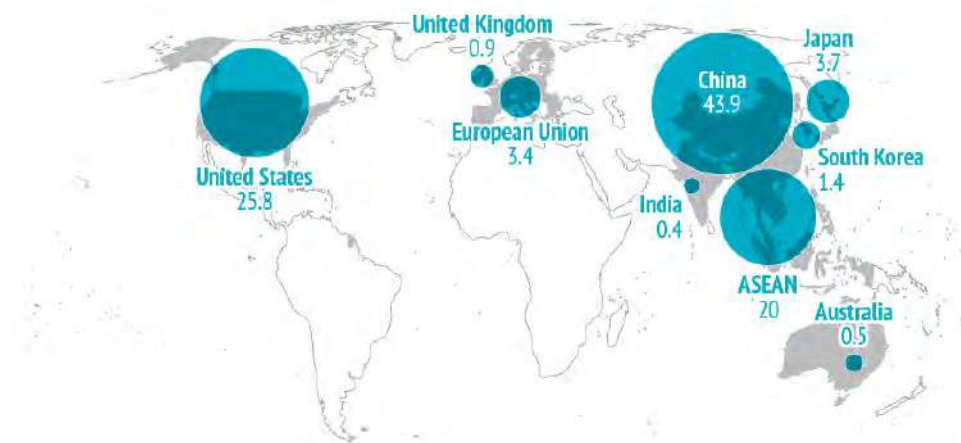 United Kingdom
0.9
Japan
3.7
China
43.9
European Union
3.4
South Korea
1.4
United States
25.8
India
0.4
ASEAN
20
Australia
0.5